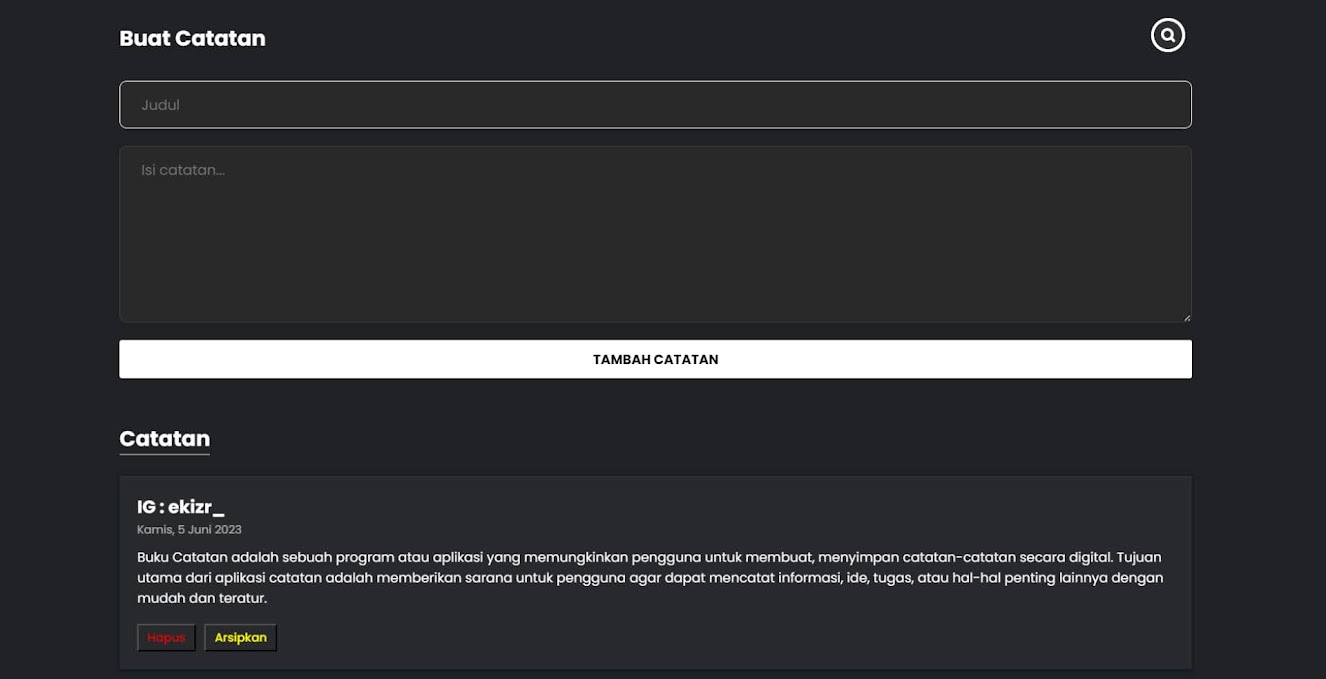 Buat Catatan
Judul
Isi catatan...
TAMBAH CATATAN
Catatan
IG : ekizr_
Kamis, 5 Juni 2023
Buku Catatan adalah sebuah program atau aplikasi yang memungkinkan pengguna untuk membuat, menyimpan catatan-catatan secara digital. Tujuan
utama dari aplikasi catatan adalah memberikan sarana untuk pengguna agar dapat mencatat informasi, ide, tugas, atau hal-hal penting lainnya dengan
mudah dan teratur.
Hapus Arsipkan